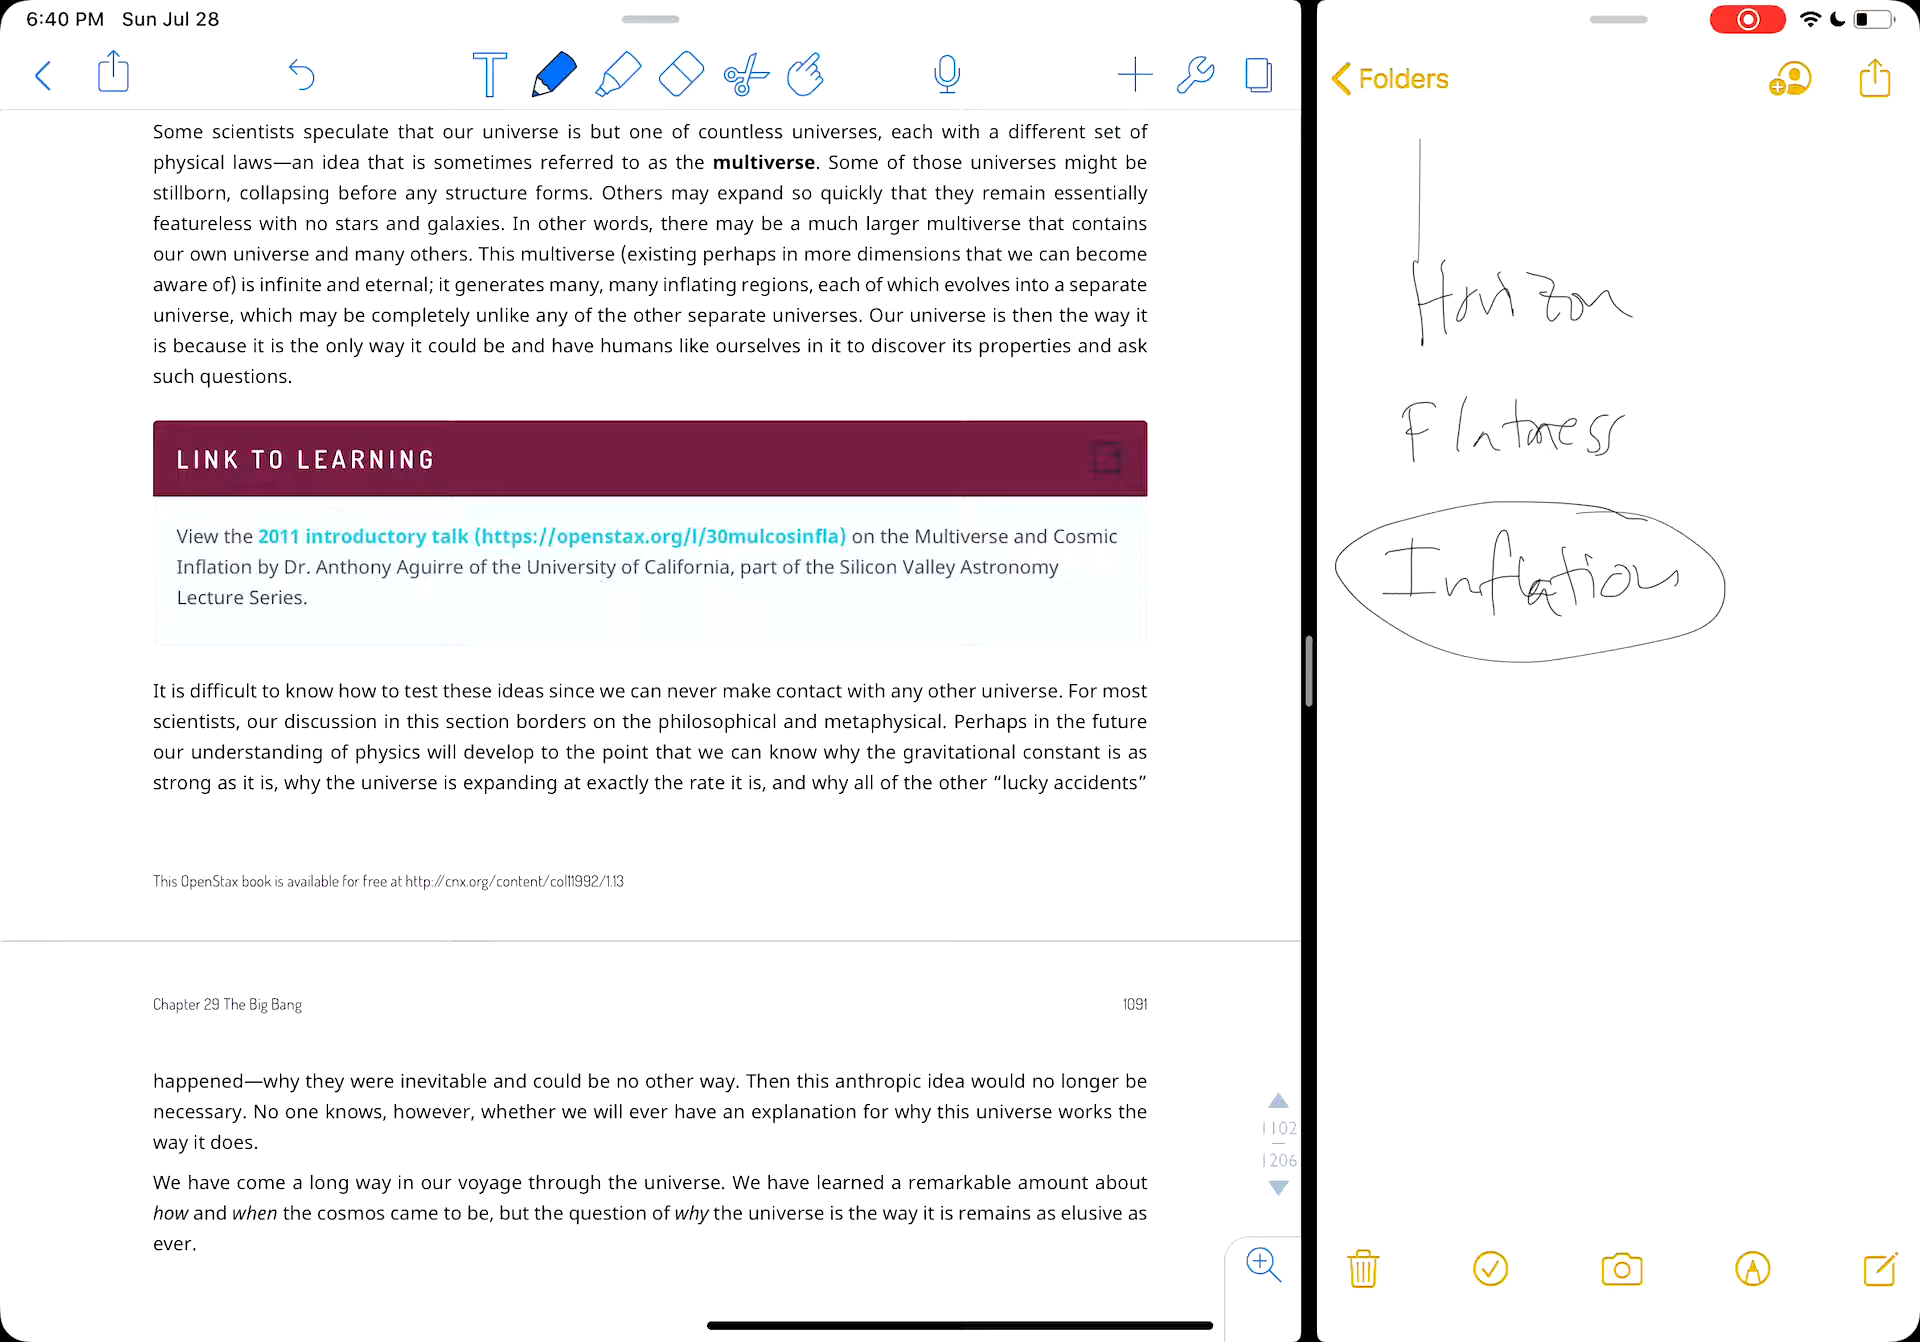 6:40 PM Sun Jul 28
Some scientists speculate that our universe is but one of countless universes, each with a different set of
physical laws—an idea that is sometimes referred to as the multiverse. Some of those universes might be
stillborn, collapsing before any structure forms. Others may expand so quickly that they remain essentially
featureless with no stars and galaxies. In other words, there may be a much larger multiverse that contains
our own universe and many others. This multiverse (existing perhaps in more dimensions that we can become
aware of) is infinite and eternal; it generates many, many inflating regions, each of which evolves into a separate
universe, which may be completely unlike any of the other separate universes. Our universe is then the way it
is because it is the only way it could be and have humans like ourselves in it to discover its properties and ask
such questions.
LINK TO LEARNING
View the 2011 introductory talk (https://openstax.org/l/30mulcosinfla) on the Multiverse and Cosmic
Inflation by Dr. Anthony Aguirre of the University of California, part of the Silicon Valley Astronomy
Lecture Series.
It is difficult to know how to test these ideas since we can never make contact with any other universe. For most
scientists, our discussion in this section borders on the philosophical and metaphysical. Perhaps in the future
our understanding of physics will develop to the point that we can know why the gravitational constant is as
strong as it is, why the universe is expanding at exactly the rate it is, and why all of the other “lucky accidents”
This OpenStax book is available for free at http://cnx.org/content/col11992/1.13
Chapter 29 The Big Bang 1091
happened—why they were inevitable and could be no other way. Then this anthropic idea would no longer be
necessary. No one knows, however, whether we will ever have an explanation for why this universe works the
way it does.
We have come a long way in our voyage through the universe. We have learned a remarkable amount about
how and when the cosmos came to be, but the question of why the universe is the way it is remains as elusive as
ever.
1102
1206
Folders
Horizon
Flatness
Inflation